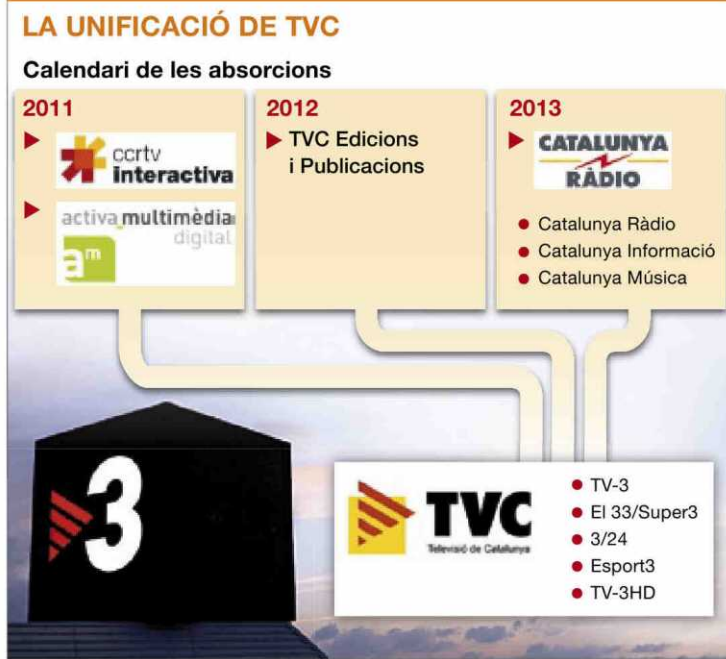 LA UNIFICACIÓ DE TVC
Calendari de les absorcions
2011
ccrtv
interactiva
activa multimèdia
digital
am
2012
TVC Edicions
i Publicacions
2013
CATALUNYA
RÀDIO
Catalunya Ràdio
Catalunya Informació
Catalunya Música
3
TVC
Televisió de Catalunya
TV-3
El 33/Super3
3/24
Esport3
TV-3HD